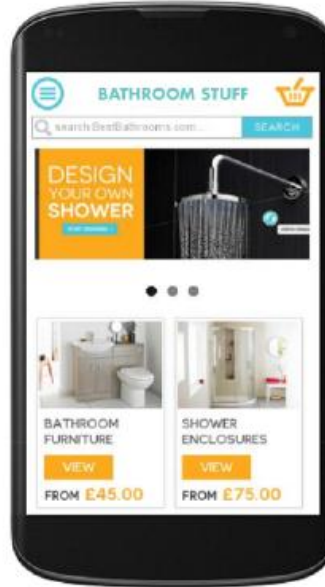 BATHROOM STUFF
search BestBathrooms.com...
SEARCH
DESIGN
YOUR OWN
SHOWER
BATHROOM
FURNITURE
VIEW
FROM £45.00
SHOWER
ENCLOSURES
VIEW
FROM £75.00